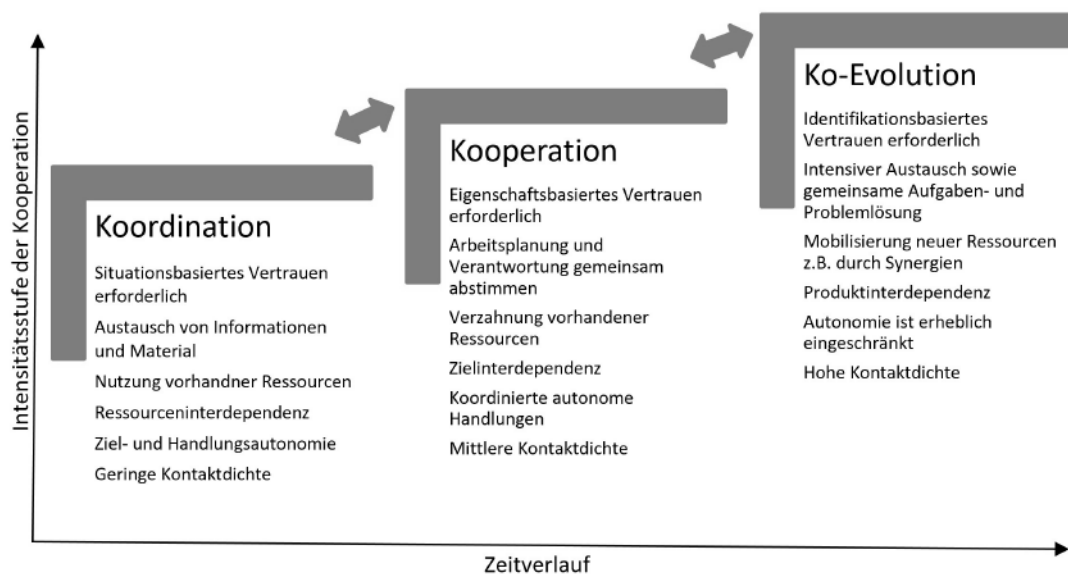 Intensitätsstufe der Kooperation
Koordination
Situationsbasiertes Vertrauen
erforderlich
Austausch von Informationen
und Material
Nutzung vorhandner Ressourcen
Ressourceninterdependenz
Ziel- und Handlungsautonomie
Geringe Kontaktdichte
Kooperation
Eigenschaftsbasiertes Vertrauen
erforderlich
Arbeitsplanung und
Verantwortung gemeinsam
abstimmen
Verzahnung vorhandener
Ressourcen
Zielinterdependenz
Koordinierte autonome
Handlungen
Mittlere Kontaktdichte
Ko-Evolution
Identifikationsbasiertes
Vertrauen erforderlich
Intensiver Austausch sowie
gemeinsame Aufgaben- und
Problemlösung
Mobilisierung neuer Ressourcen
z.B. durch Synergien
Produktinterdependenz
Autonomie ist erheblich
eingeschränkt
Hohe Kontaktdichte
Zeitverlauf